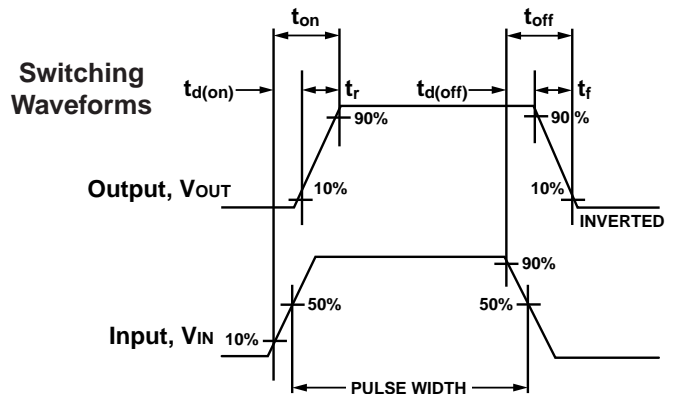 ton
toff
Switching
Waveforms
td(on)
tr
td(off)
tf
90%
90 %
Output, VOUT
10%
10%
INVERTED
90%
50%
50%
Input, VIN
10%
PULSE WIDTH